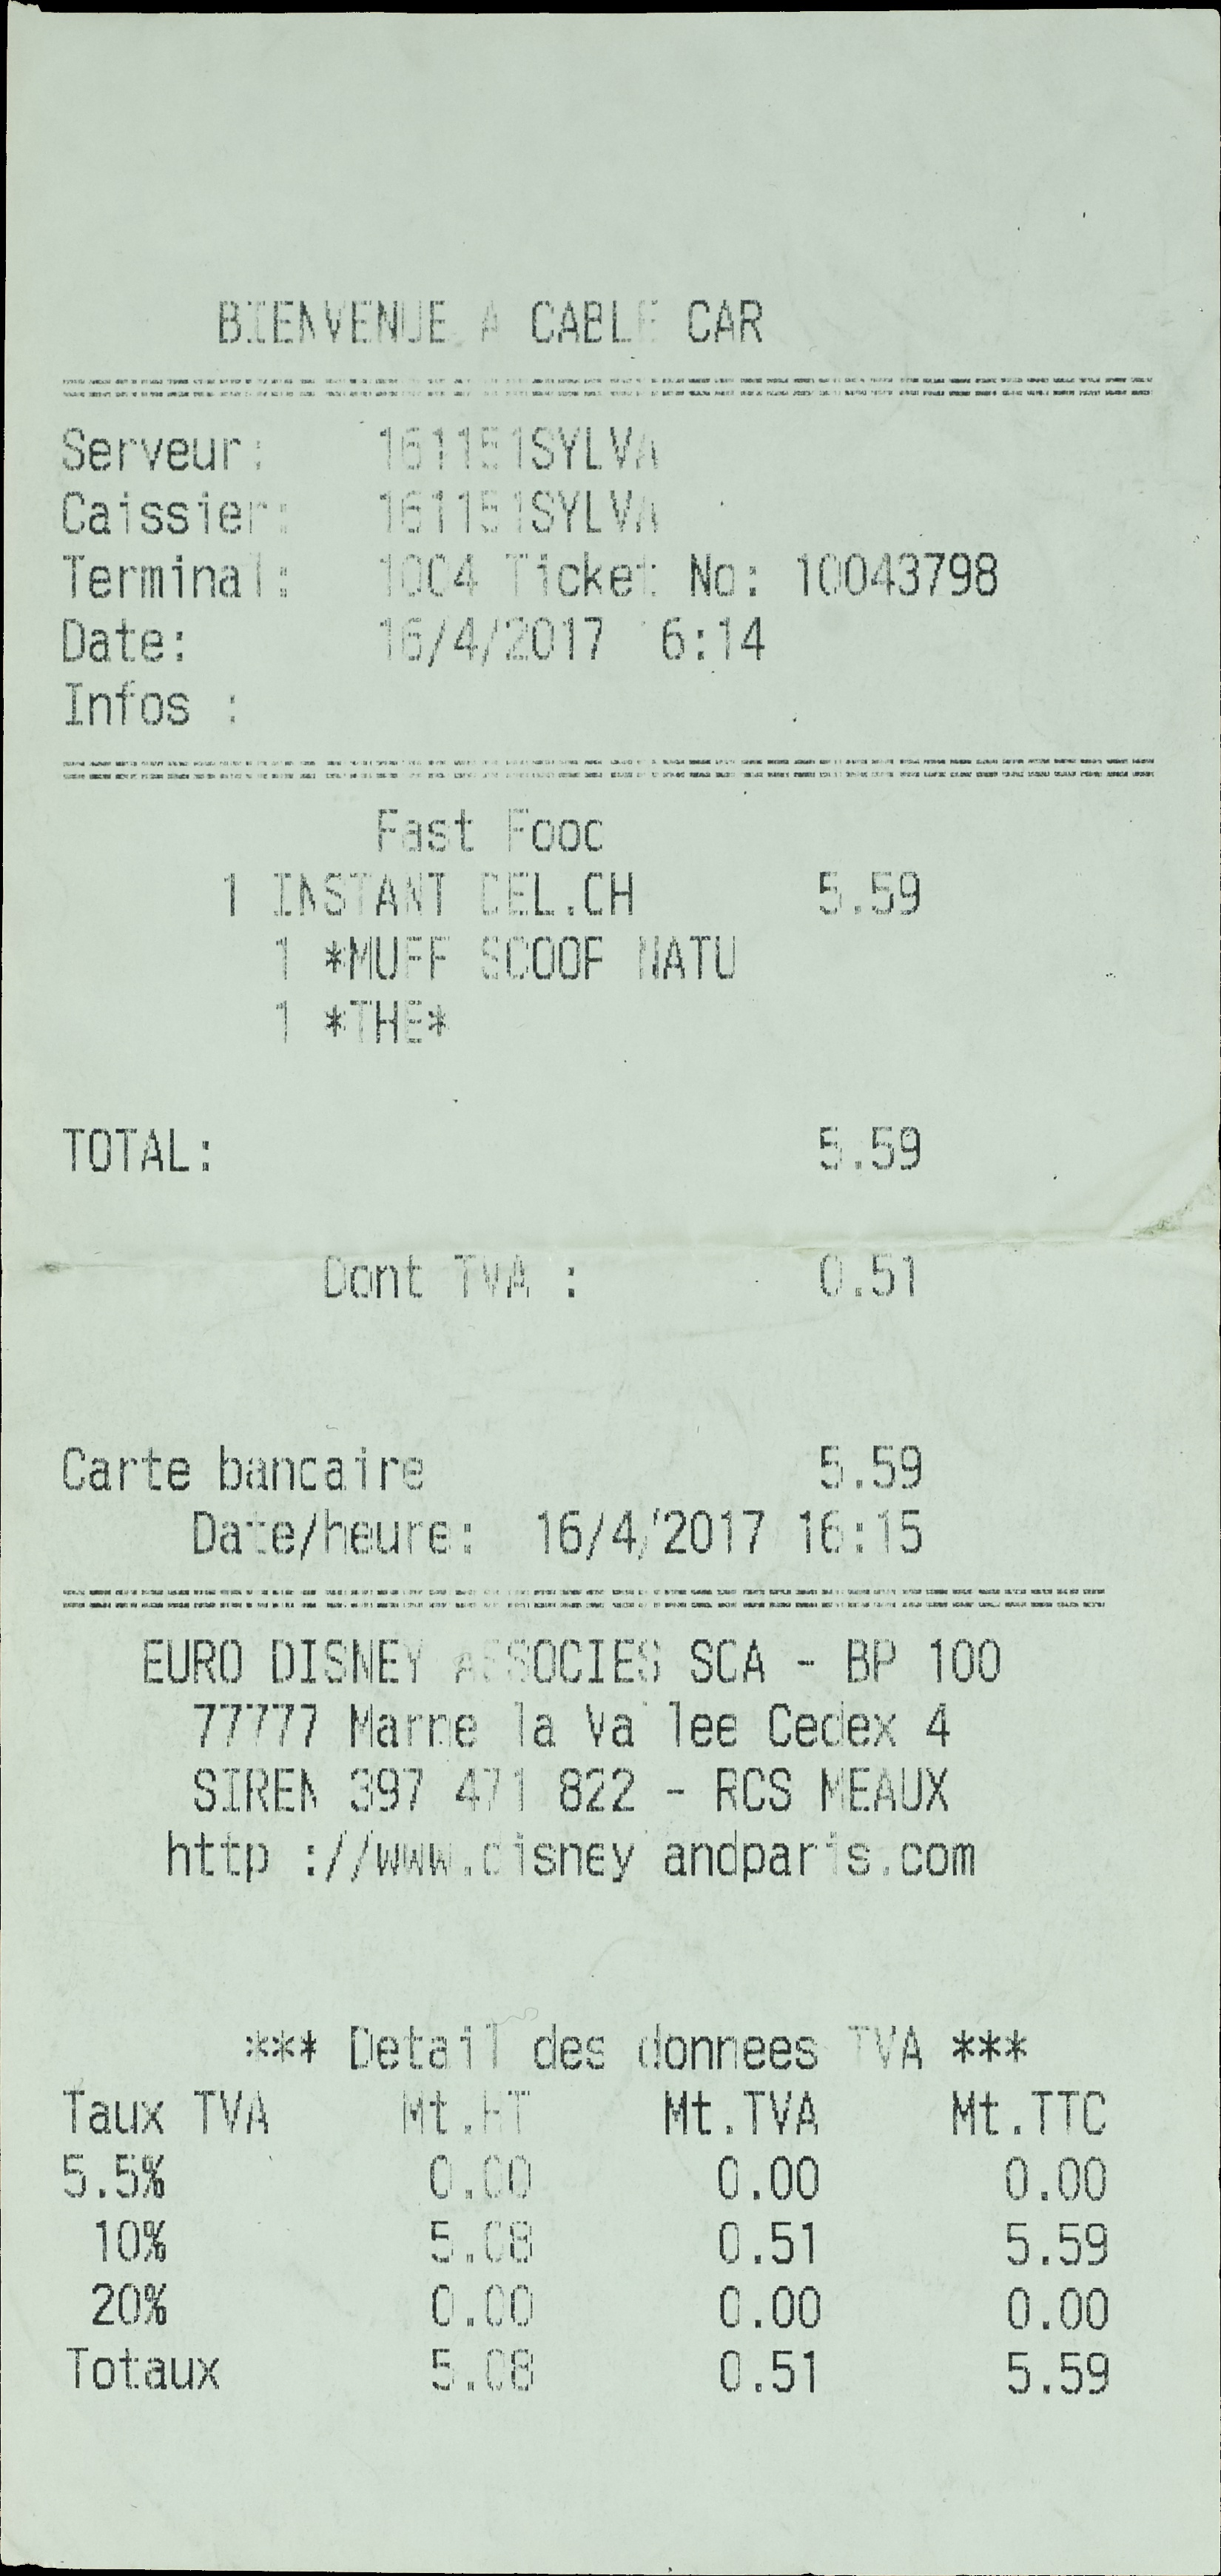 BIENVENUE A CABLE CAR
Serveur: 161151SYLVA
Caissier: 161151SYLVA
Terminal: 1004 Ticket No: 10043798
Date: 16/4/2017 16:14
Infos :
Fast Food
1 INSTANT DEL.CH 5.59
1 *MUFF SCOOP NATU
1 *THE*
TOTAL: 5.59
Dont TVA : 0.51
Carte bancaire 5.59
Date/heure: 16/4/2017 16:15
EURO DISNEY ASSOCIES SCA - BP 100
77777 Marne la Vallee Cedex 4
SIREN 397 471 822 - RCS MEAUX
http ://www.disneylandparis.com
*** Detail des donnees TVA ***
Taux TVA Mt.HT Mt.TVA Mt.TTC
5.5% 0.00 0.00 0.00
10% 5.08 0.51 5.59
20% 0.00 0.00 0.00
Totaux 5.08 0.51 5.59